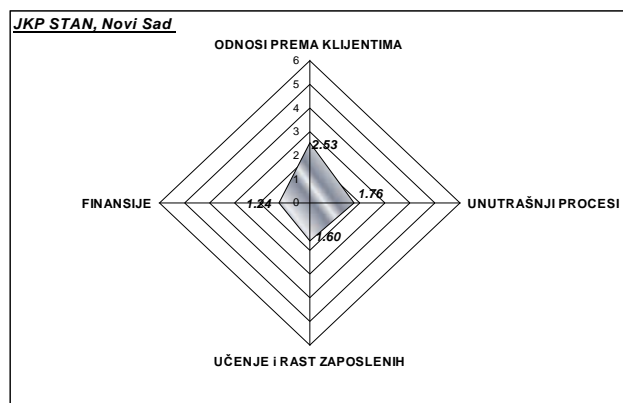 JKP STAN, Novi Sad
ODNOSI PREMA KLIJENTIMA
6
5
4
3
2.53
2
1
FINANSIJE 1.24 0 1.76 UNUTRAŠNJI PROCESI
1.60
UČENJE i RAST ZAPOSLENIH